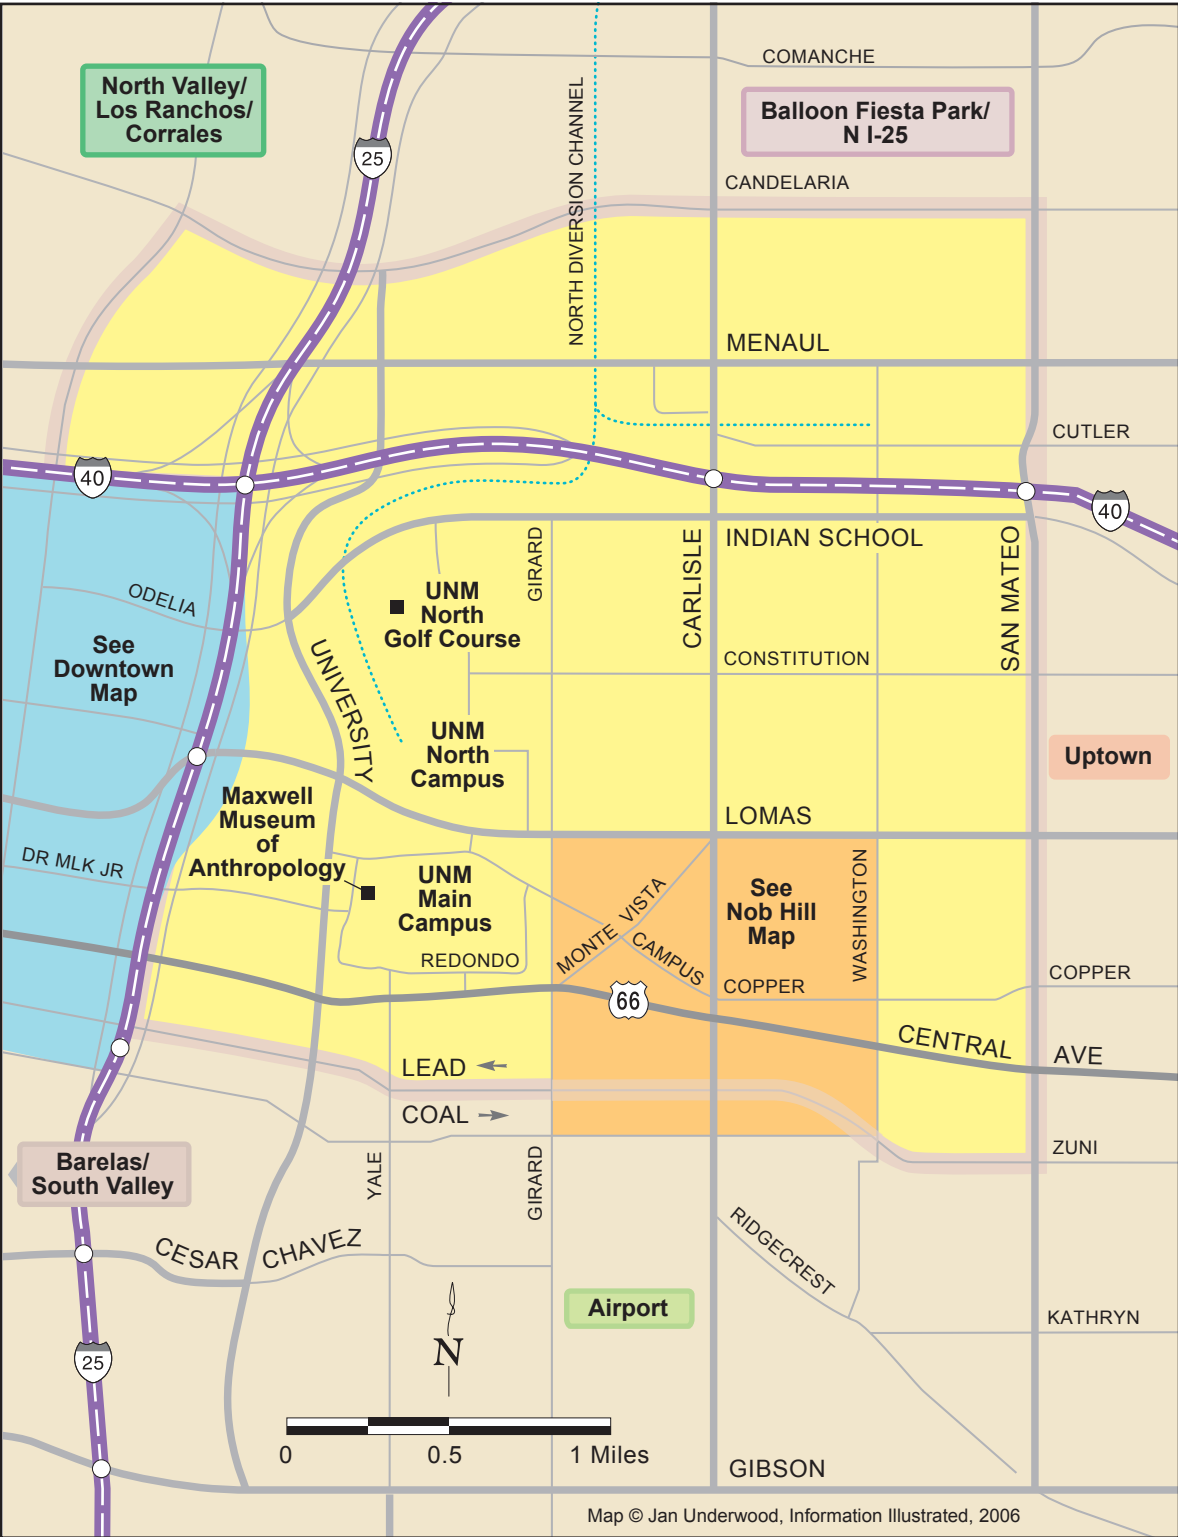 COMANCHE
North Valley/
Los Ranchos/
Corrales
Balloon Fiesta Park/
N I-25
25
NORTH DIVERSION CHANNEL
CANDELARIA
MENAUL
CUTLER
40
40
INDIAN SCHOOL
GIRARD
CARLISLE
SAN MATEO
ODELIA
UNM
North
Golf Course
See
Downtown
Map
UNIVERSITY
CONSTITUTION
UNM
North
Campus
Uptown
Maxwell
Museum
of
Anthropology
LOMAS
DR MLK JR
UNM
Main
Campus
MONTE VISTA
See
Nob Hill
Map
WASHINGTON
CAMPUS
REDONDO
COPPER
COPPER
66
CENTRAL
AVE
LEAD
COAL
ZUNI
Barelas/
South Valley
YALE
GIRARD
RIDGECREST
CESAR CHAVEZ
Airport
KATHRYN
N
25
0 0.5 1 Miles
GIBSON
Map © Jan Underwood, Information Illustrated, 2006